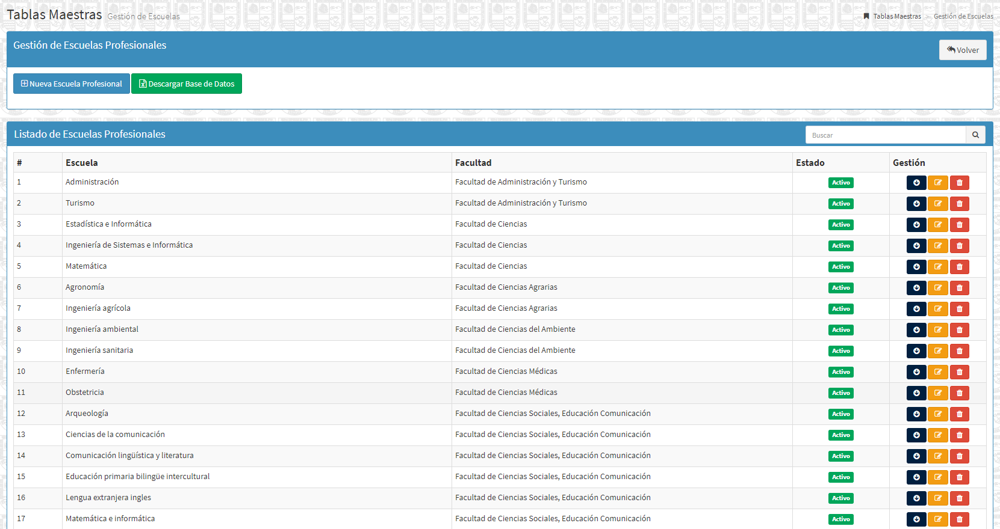 Tablas Maestras Gestión de Escuelas
Tablas Maestras > Gestión de Escuelas
Gestión de Escuelas Profesionales
Volver
Nueva Escuela Profesional Descargar Base de Datos
Listado de Escuelas Profesionales
Buscar
# Escuela Facultad Estado Gestión
1 Administración Facultad de Administración y Turismo Activo
2 Turismo Facultad de Administración y Turismo Activo
3 Estadística e Informática Facultad de Ciencias Activo
4 Ingeniería de Sistemas e Informática Facultad de Ciencias Activo
5 Matemática Facultad de Ciencias Activo
6 Agronomía Facultad de Ciencias Agrarias Activo
7 Ingeniería agrícola Facultad de Ciencias Agrarias Activo
8 Ingeniería ambiental Facultad de Ciencias del Ambiente Activo
9 Ingeniería sanitaria Facultad de Ciencias del Ambiente Activo
10 Enfermería Facultad de Ciencias Médicas Activo
11 Obstetricia Facultad de Ciencias Médicas Activo
12 Arqueología Facultad de Ciencias Sociales, Educación Comunicación Activo
13 Ciencias de la comunicación Facultad de Ciencias Sociales, Educación Comunicación Activo
14 Comunicación lingüística y literatura Facultad de Ciencias Sociales, Educación Comunicación Activo
15 Educación primaria bilingüe intercultural Facultad de Ciencias Sociales, Educación Comunicación Activo
16 Lengua extranjera ingles Facultad de Ciencias Sociales, Educación Comunicación Activo
17 Matemática e informática Facultad de Ciencias Sociales, Educación Comunicación Activo